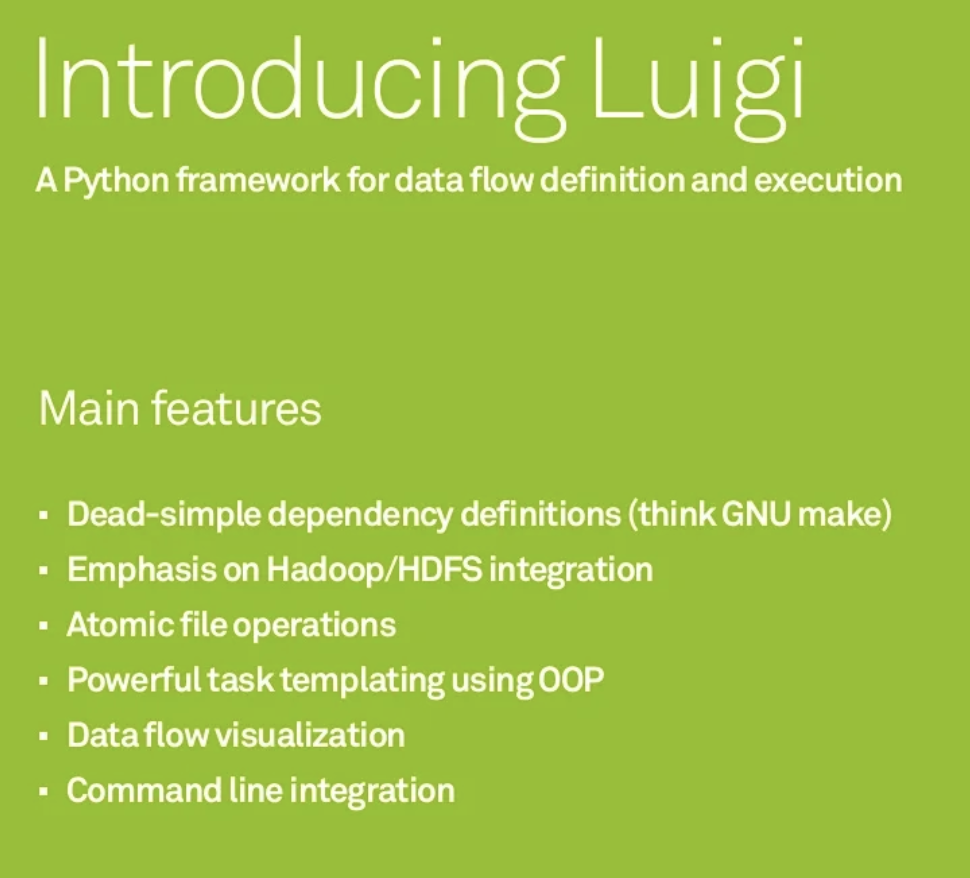 Introducing Luigi
A Python framework for data flow definition and execution
Main features
▪ Dead-simple dependency definitions (think GNU make)
▪ Emphasis on Hadoop/HDFS integration
▪ Atomic file operations
▪ Powerful task templating using OOP
▪ Data flow visualization
▪ Command line integration